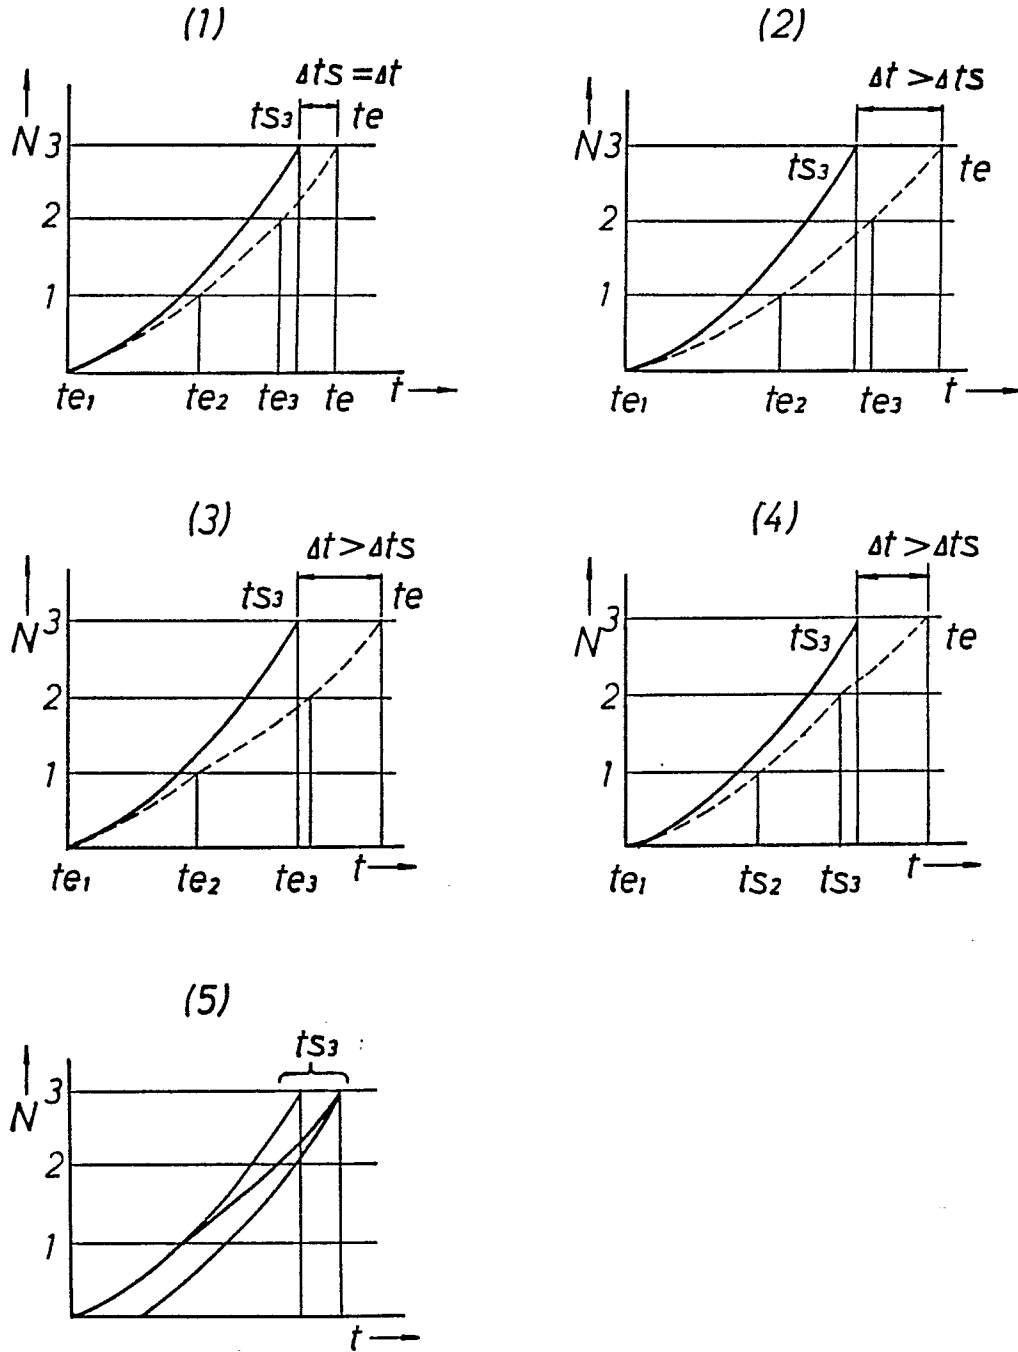 (1)
Δts = Δt
ts3 te
N 3
2
1
te1 te2 te3 te t
(2)
Δt > Δts
N 3
ts3 te
2
1
te1 te2 te3 t
(3)
Δt > Δts
ts3 te
N 3
2
1
te1 te2 te3 t
(4)
Δt > Δts
N 3
ts3 te
2
1
te1 ts2 ts3 t
(5)
ts3
N 3
2
1
t